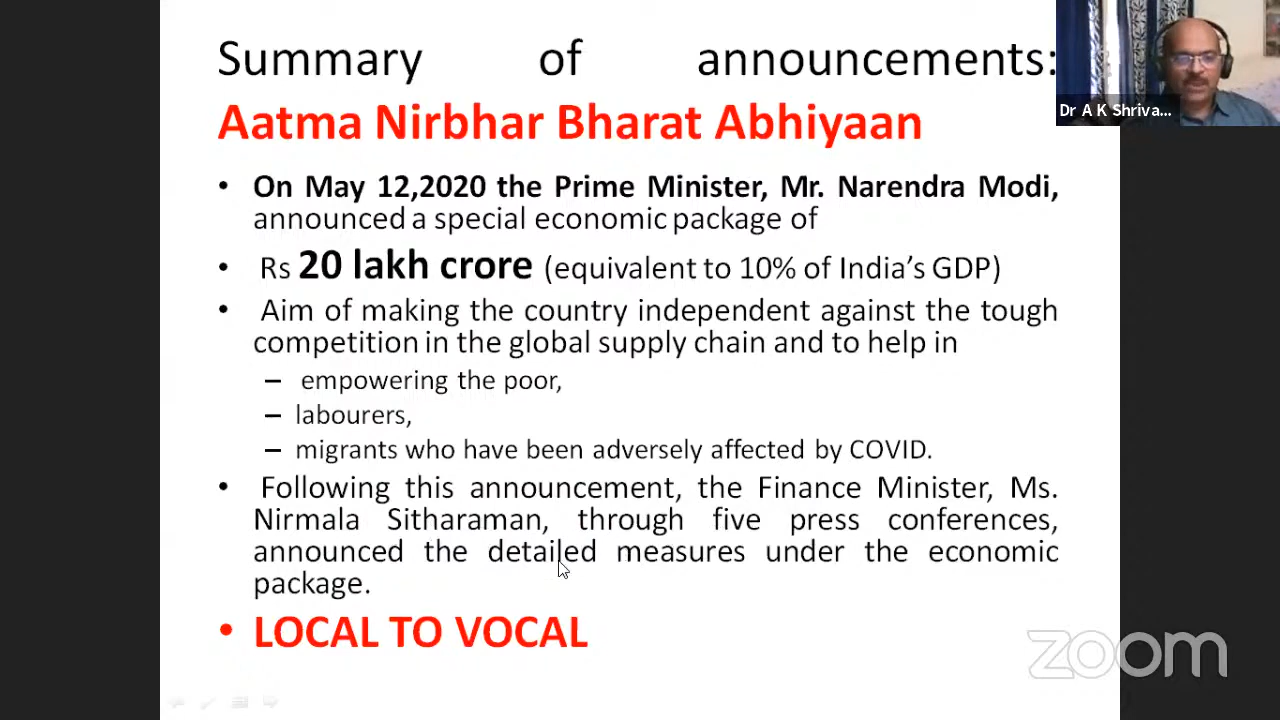 Summary of announcements:
Aatma Nirbhar Bharat Abhiyaan
• On May 12,2020 the Prime Minister, Mr. Narendra Modi,
announced a special economic package of
• Rs 20 lakh crore (equivalent to 10% of India's GDP)
• Aim of making the country independent against the tough
competition in the global supply chain and to help in
– empowering the poor,
– labourers,
– migrants who have been adversely affected by COVID.
• Following this announcement, the Finance Minister, Ms.
Nirmala Sitharaman, through five press conferences,
announced the detailed measures under the economic
package.
• LOCAL TO VOCAL
Dr A K Shriva...
zoom